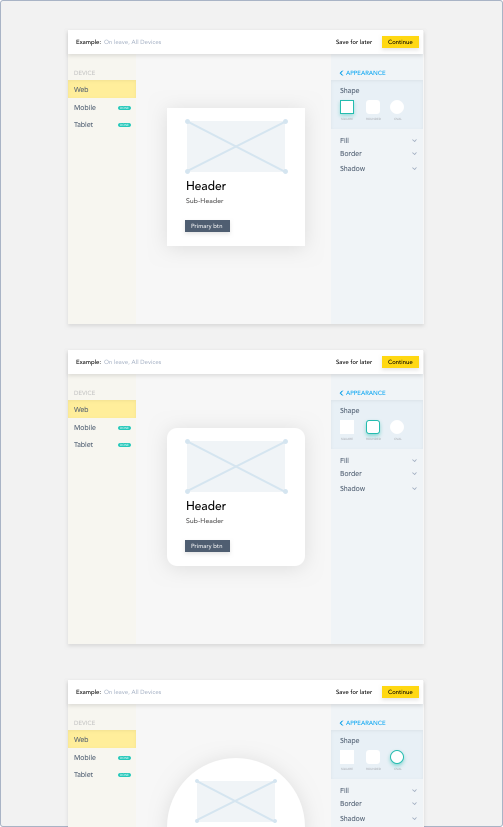 Example: On leave, All Devices
Save for later
Continue
DEVICE
Web
Mobile
Tablet
Header
Sub-Header
Primary btn
APPEARANCE
Shape
Fill
Border
Shadow
Example: On leave, All Devices
Save for later
Continue
DEVICE
Web
Mobile
Tablet
Header
Sub-Header
Primary btn
APPEARANCE
Shape
Fill
Border
Shadow
Example: On leave, All Devices
Save for later
Continue
DEVICE
Web
Mobile
Tablet
APPEARANCE
Shape
Fill
Border
Shadow